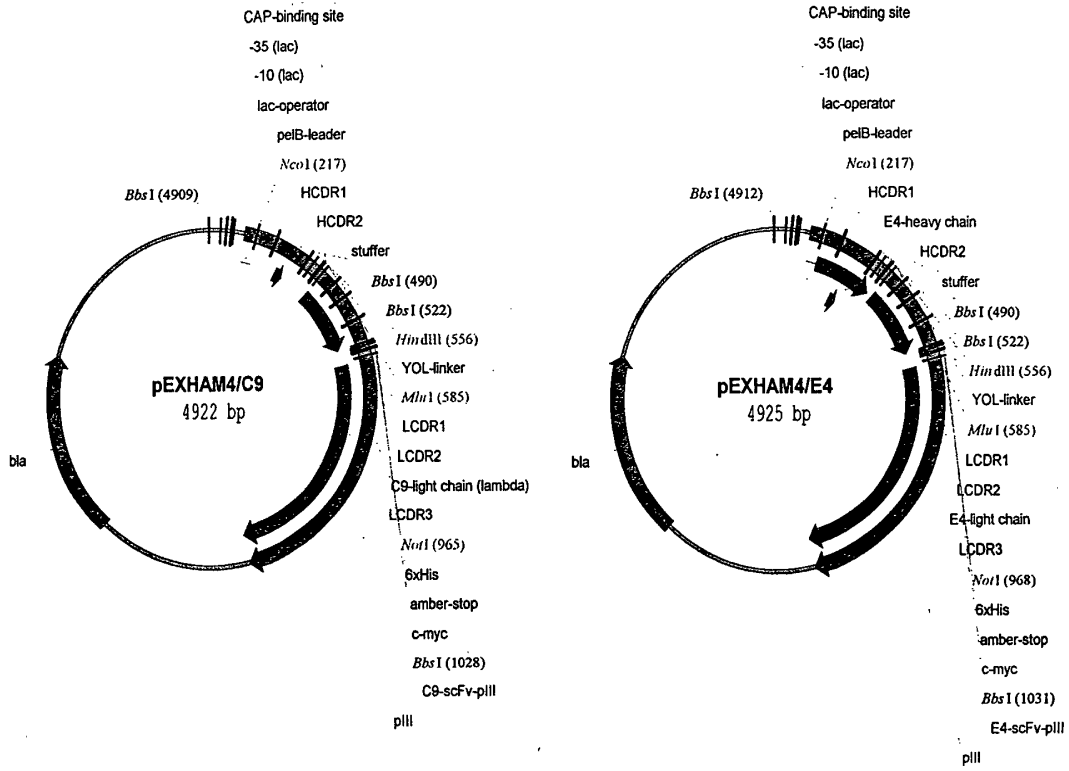 CAP-binding site
-35 (lac)
-10 (lac)
lac-operator
pelB-leader
NcoI (217)
BbsI (4909)
HCDR1
HCDR2
stuffer
BbsI (490)
BbsI (522)
HindIII (556)
YOL-linker
MluI (585)
LCDR1
LCDR2
C9-light chain (lambda)
LCDR3
NotI (965)
6xHis
amber-stop
c-myc
BbsI (1028)
C9-scFv-pIII
pIII
pEXHAM4/C9
4922 bp
bla
CAP-binding site
-35 (lac)
-10 (lac)
lac-operator
pelB-leader
NcoI (217)
BbsI (4912)
HCDR1
E4-heavy chain
HCDR2
stuffer
BbsI (490)
BbsI (522)
HindIII (556)
YOL-linker
MluI (585)
LCDR1
LCDR2
E4-light chain
LCDR3
NotI (968)
6xHis
amber-stop
c-myc
BbsI (1031)
E4-scFv-pIII
pIII
pEXHAM4/E4
4925 bp
bla